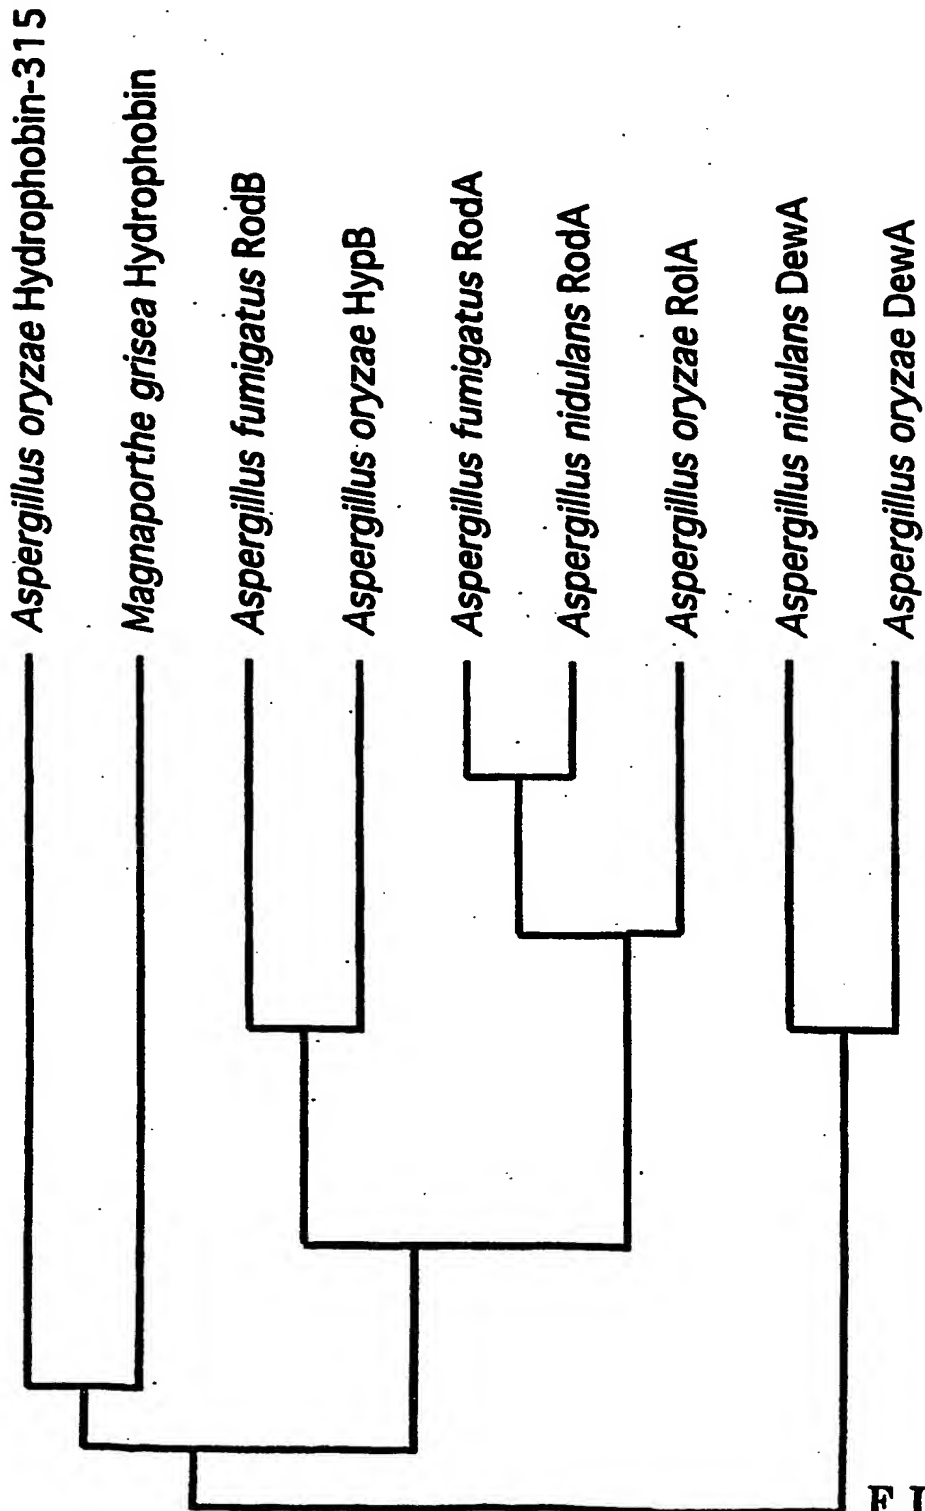 Aspergillus oryzae Hydrophobin-315
Magnaporthe grisea Hydrophobin
Aspergillus fumigatus RodB
Aspergillus oryzae HypB
Aspergillus fumigatus RodA
Aspergillus nidulans RodA
Aspergillus oryzae RolA
Aspergillus nidulans DewA
Aspergillus oryzae DewA